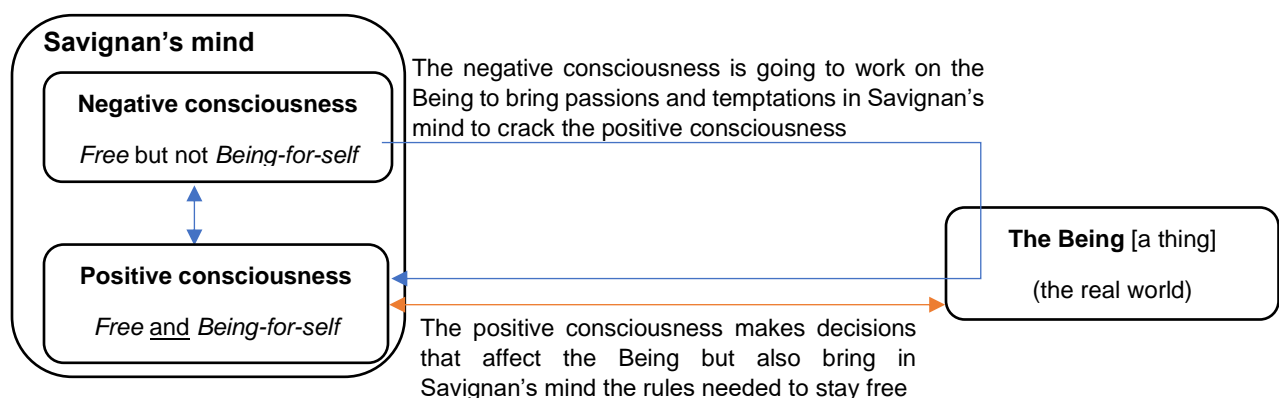 Savignan’s mind
Negative consciousness
Free but not Being-for-self
The negative consciousness is going to work on the
Being to bring passions and temptations in Savignan’s
mind to crack the positive consciousness
Positive consciousness
Free and Being-for-self
The Being [a thing]
(the real world)
The positive consciousness makes decisions
that affect the Being but also bring in
Savignan’s mind the rules needed to stay free